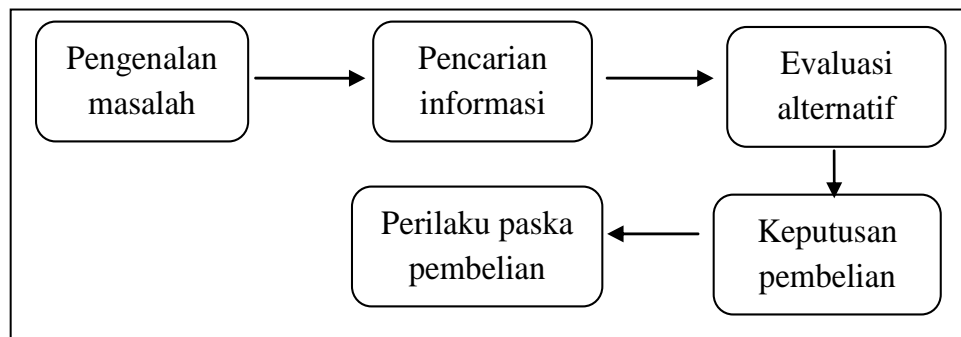 Pengenalan
masalah
Pencarian
informasi
Evaluasi
alternatif
Keputusan
pembelian
Perilaku paska
pembelian